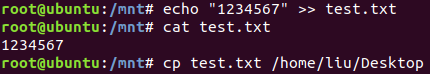 root@ubuntu:/mnt# echo "1234567" >> test.txt
root@ubuntu:/mnt# cat test.txt
1234567
root@ubuntu:/mnt# cp test.txt /home/liu/Desktop